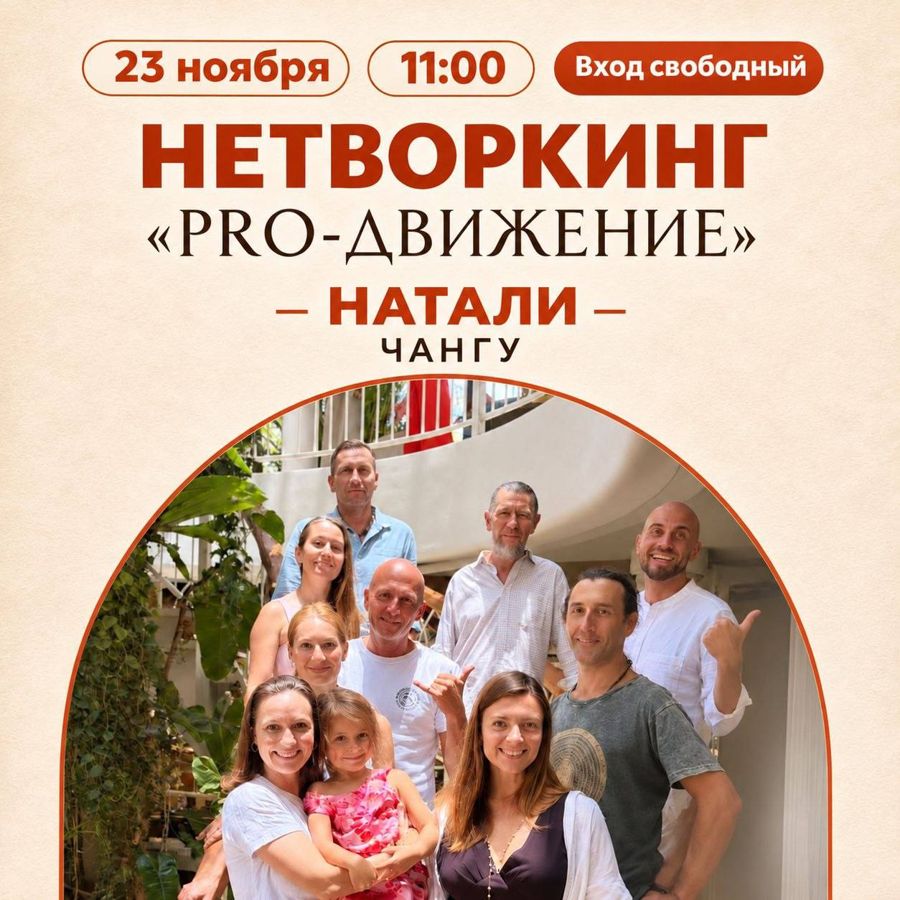 23 ноября 11:00 Вход свободный
НЕТВОРКИНГ
«PRO-ДВИЖЕНИЕ»
— НАТАЛИ —
ЧАНГУ